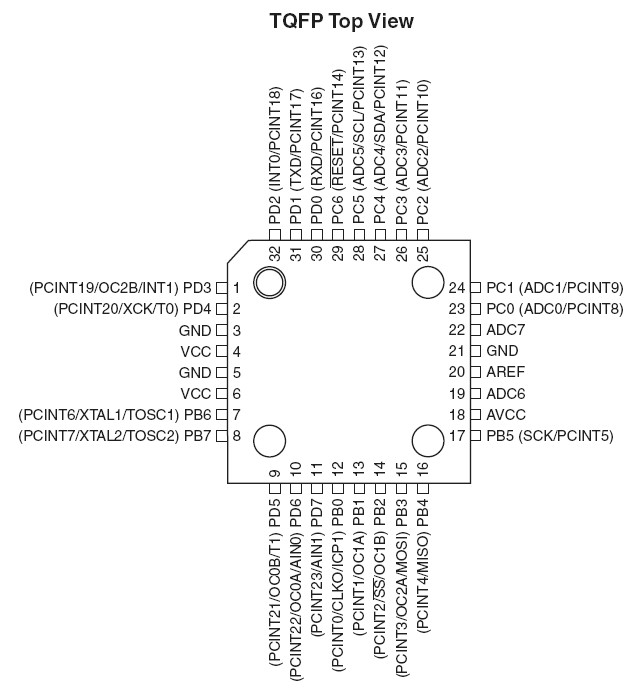 TQFP Top View
PD2 (INT0/PCINT18)
PD1 (TXD/PCINT17)
PD0 (RXD/PCINT16)
PC6 (RESET/PCINT14)
PC5 (ADC5/SCL/PCINT13)
PC4 (ADC4/SDA/PCINT12)
PC3 (ADC3/PCINT11)
PC2 (ADC2/PCINT10)
32
31
30
29
28
27
26
25
(PCINT19/OC2B/INT1) PD3 1
(PCINT20/XCK/T0) PD4 2
GND 3
VCC 4
GND 5
VCC 6
(PCINT6/XTAL1/TOSC1) PB6 7
(PCINT7/XTAL2/TOSC2) PB7 8
24 PC1 (ADC1/PCINT9)
23 PC0 (ADC0/PCINT8)
22 ADC7
21 GND
20 AREF
19 ADC6
18 AVCC
17 PB5 (SCK/PCINT5)
9
10
11
12
13
14
15
16
(PCINT21/OC0B/T1) PD5
(PCINT22/OC0A/AIN0) PD6
(PCINT23/AIN1) PD7
(PCINT0/CLKO/ICP1) PB0
(PCINT1/OC1A) PB1
(PCINT2/SS/OC1B) PB2
(PCINT3/OC2A/MOSI) PB3
(PCINT4/MISO) PB4